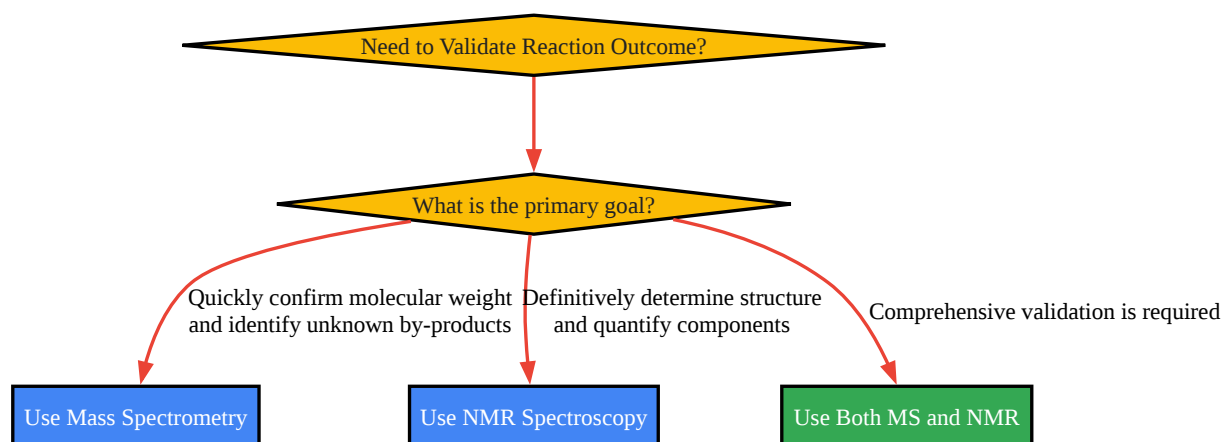 Need to Validate Reaction Outcome?
What is the primary goal?
Quickly confirm molecular weight
and identify unknown by-products
Definitively determine structure
and quantify components
Comprehensive validation is required
Use Mass Spectrometry
Use NMR Spectroscopy
Use Both MS and NMR